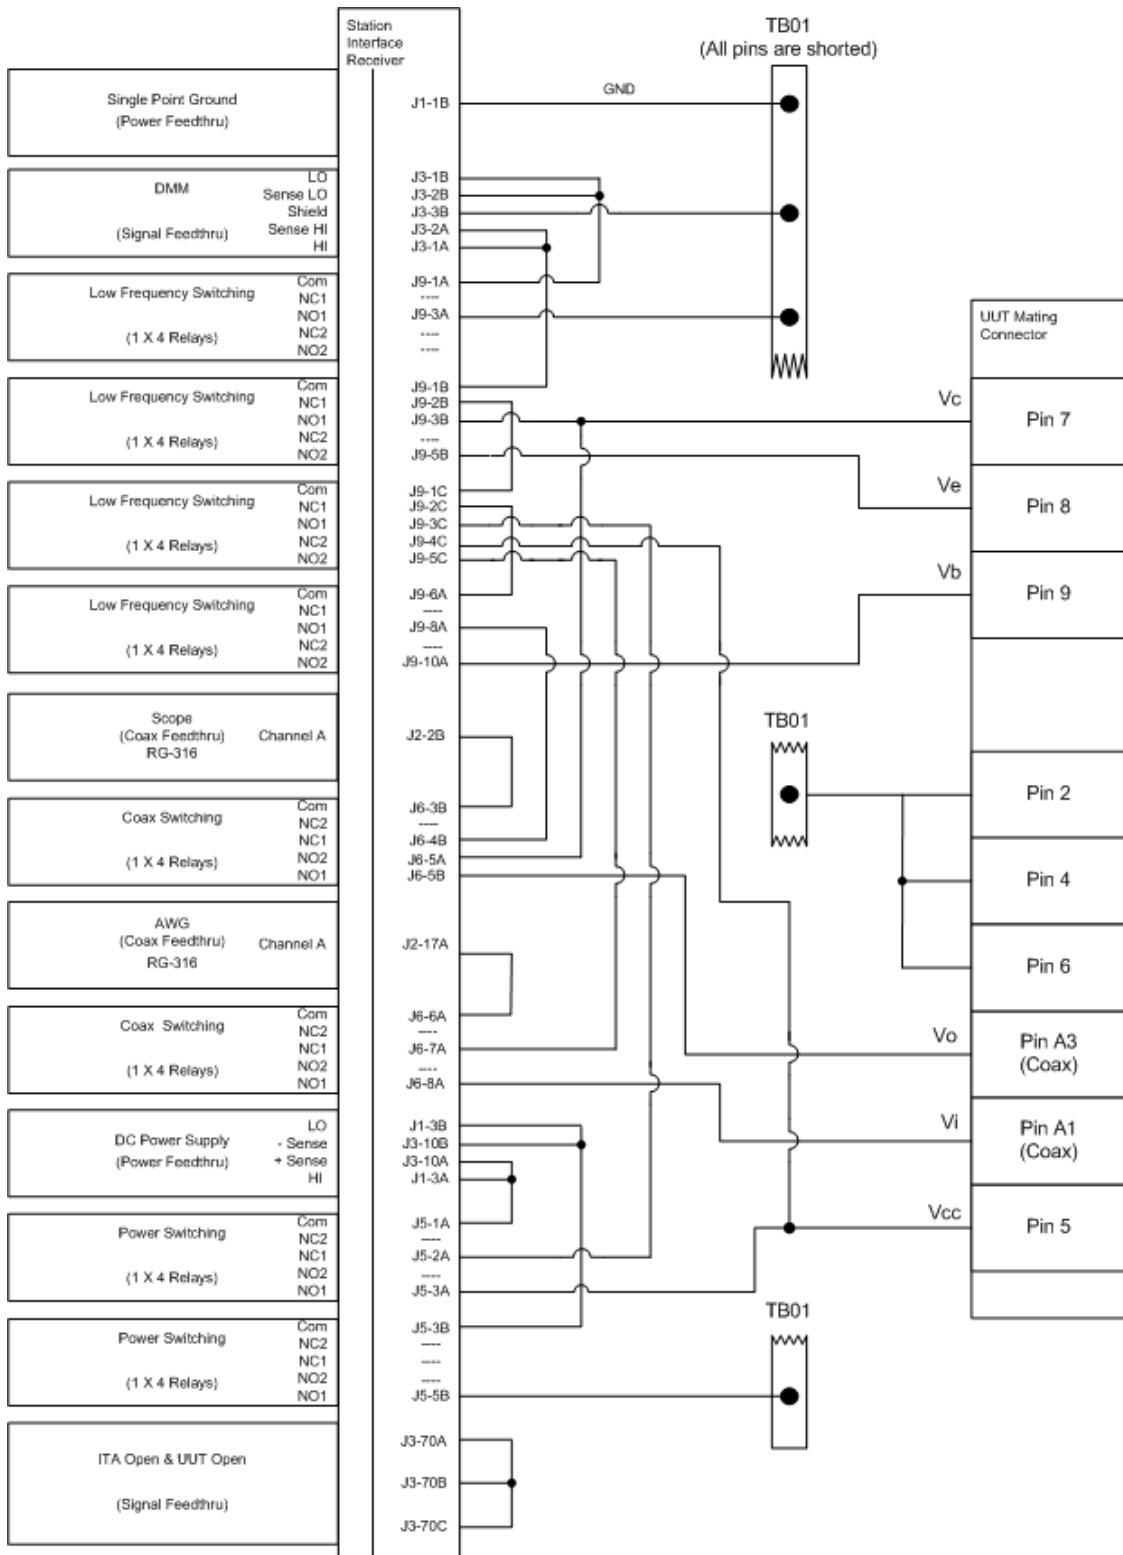 Station
Interface
Receiver
TB01
(All pins are shorted)
Single Point Ground
(Power Feedthru)
J1-1B
GND
DMM
(Signal Feedthru)
LO
Sense LO
Shield
Sense HI
HI
J3-1B
J3-2B
J3-3B
J3-2A
J3-1A
Low Frequency Switching
(1 X 4 Relays)
Com
NC1
NO1
NC2
NO2
J9-1A
----
J9-3A
----
----
Low Frequency Switching
(1 X 4 Relays)
Com
NC1
NO1
NC2
NO2
J9-1B
J9-2B
J9-3B
----
J9-5B
Low Frequency Switching
(1 X 4 Relays)
Com
NC1
NO1
NC2
NO2
J9-1C
J9-2C
J9-3C
J9-4C
J9-5C
Low Frequency Switching
(1 X 4 Relays)
Com
NC1
NO1
NC2
NO2
J9-6A
----
J9-8A
----
J9-10A
Scope
(Coax Feedthru)
RG-316
Channel A
J2-2B
Coax Switching
(1 X 4 Relays)
Com
NC2
NC1
NO2
NO1
J6-3B
----
J6-4B
J6-5A
J6-5B
AWG
(Coax Feedthru)
RG-316
Channel A
J2-17A
Coax Switching
(1 X 4 Relays)
Com
NC2
NC1
NO2
NO1
J6-6A
----
J6-7A
----
J6-8A
DC Power Supply
(Power Feedthru)
LO
- Sense
+ Sense
HI
J1-3B
J3-10B
J3-10A
J1-3A
Power Switching
(1 X 4 Relays)
Com
NC2
NC1
NO2
NO1
J5-1A
----
J5-2A
----
J5-3A
Power Switching
(1 X 4 Relays)
Com
NC2
NC1
NO2
NO1
J5-3B
----
----
----
J5-5B
ITA Open & UUT Open
(Signal Feedthru)
J3-70A
J3-70B
J3-70C
TB01
TB01
UUT Mating
Connector
Vc
Pin 7
Ve
Pin 8
Vb
Pin 9
Pin 2
Pin 4
Pin 6
Vo
Pin A3
(Coax)
Vi
Pin A1
(Coax)
Vcc
Pin 5